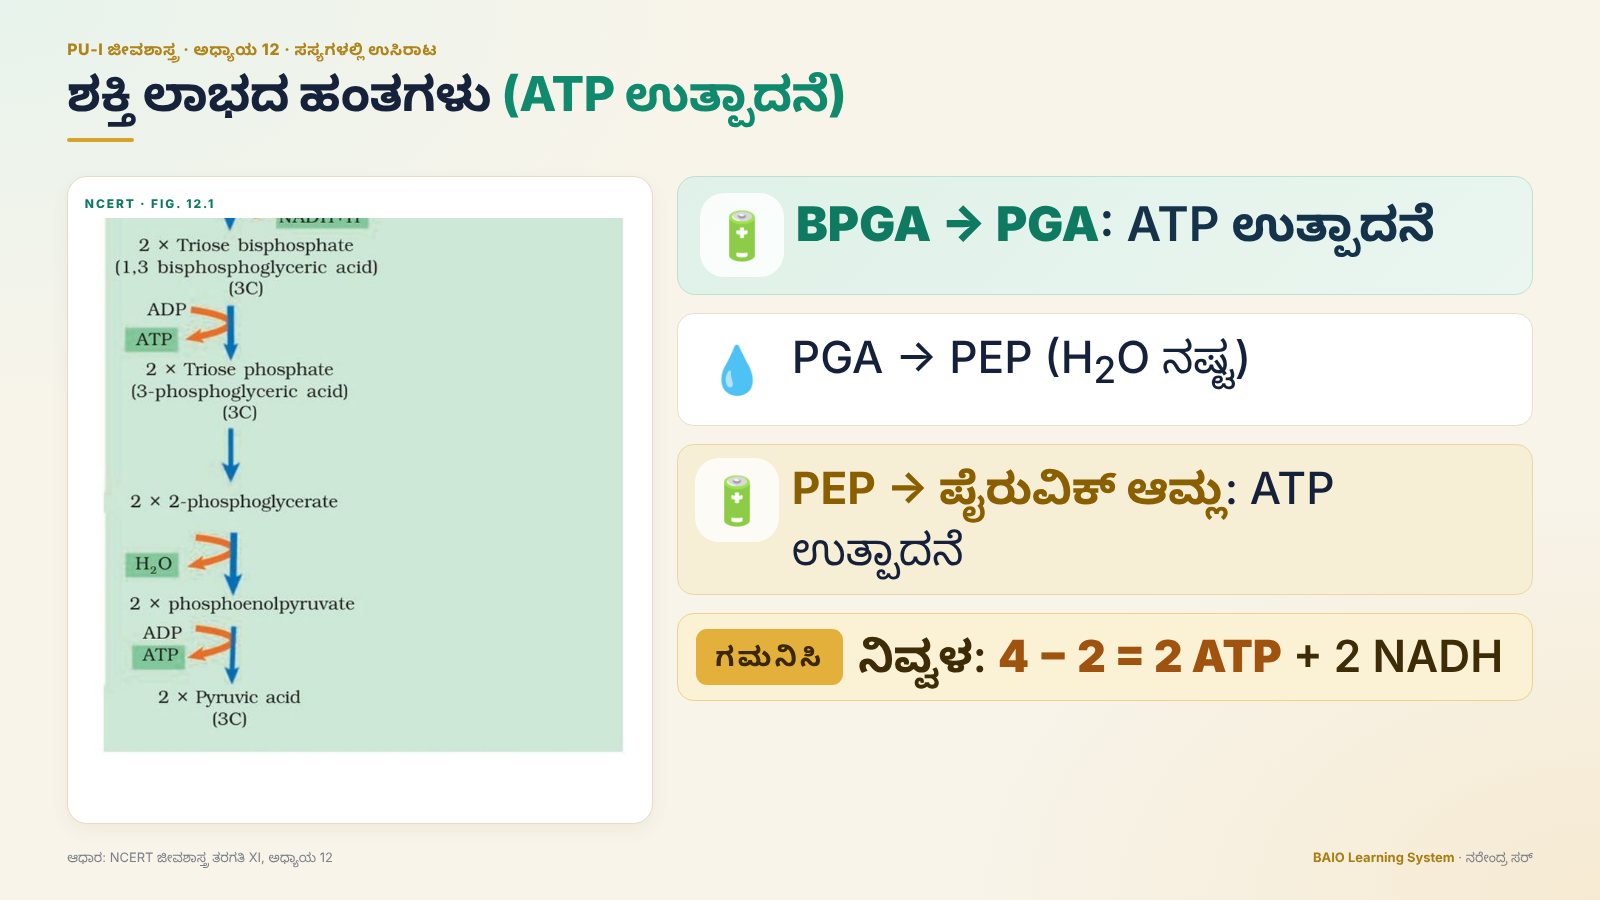 PU-I ಜೀವಶಾಸ್ತ್ರ · ಅಧ್ಯಾಯ 12 · ಸಸ್ಯಗಳಲ್ಲಿ ಉಸಿರಾಟ
ಶಕ್ತಿ ಲಾಭದ ಹಂತಗಳು (ATP ಉತ್ಪಾದನೆ)
NCERT · FIG. 12.1
NADH+H
2 × Triose bisphosphate
(1,3 bisphosphoglyceric acid)
(3C)
ADP
ATP
2 × Triose phosphate
(3-phosphoglyceric acid)
(3C)
2 × 2-phosphoglycerate
H₂O
2 × phosphoenolpyruvate
ADP
ATP
2 × Pyruvic acid
(3C)
BPGA → PGA: ATP ಉತ್ಪಾದನೆ
PGA → PEP (H₂O ನಷ್ಟ)
PEP → ಪೈರುವಿಕ್ ಆಮ್ಲ: ATP
ಉತ್ಪಾದನೆ
ಗಮನಿಸಿ ನಿವ್ವಳ: 4 − 2 = 2 ATP + 2 NADH
ಆಧಾರ: NCERT ಜೀವಶಾಸ್ತ್ರ ತರಗತಿ XI, ಅಧ್ಯಾಯ 12
BAIO Learning System · ನರೇಂದ್ರ ಸರ್